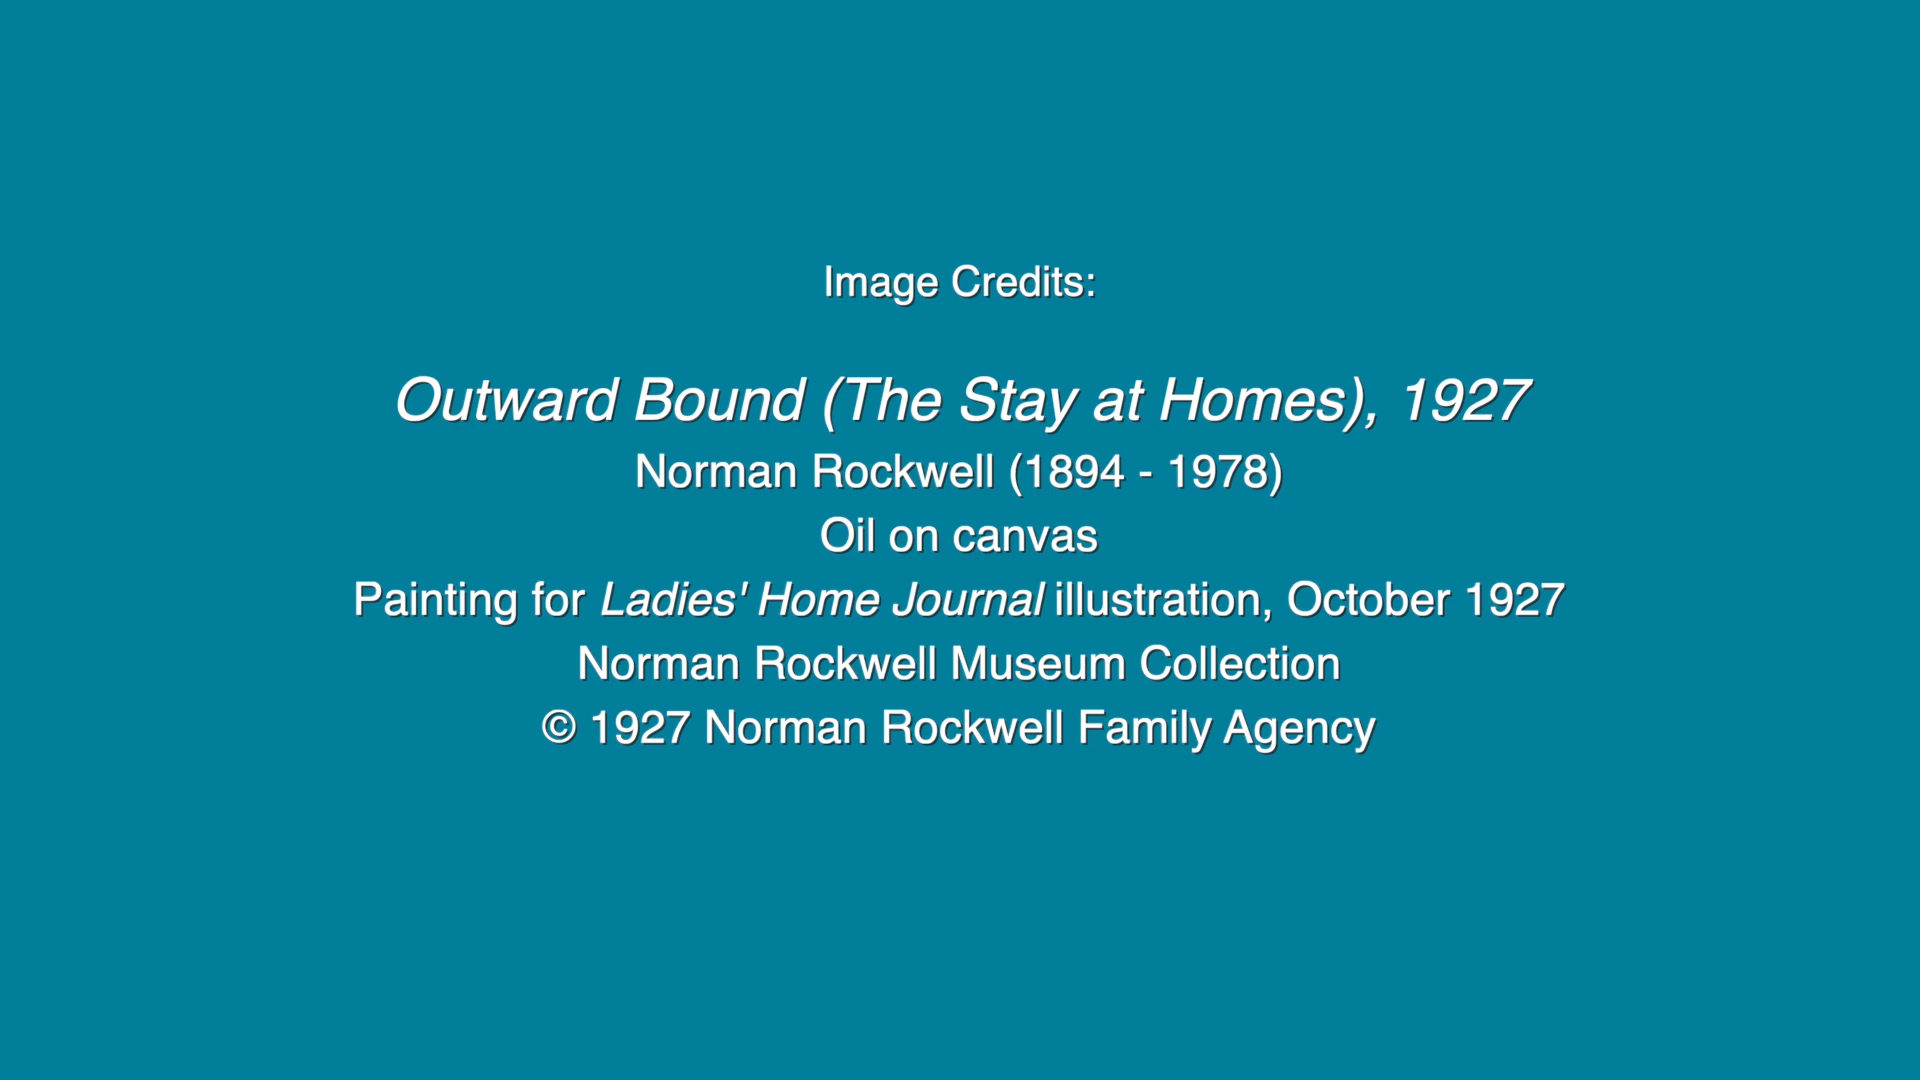 Image Credits:
Outward Bound (The Stay at Homes), 1927
Norman Rockwell (1894 - 1978)
Oil on canvas
Painting for Ladies' Home Journal illustration, October 1927
Norman Rockwell Museum Collection
© 1927 Norman Rockwell Family Agency